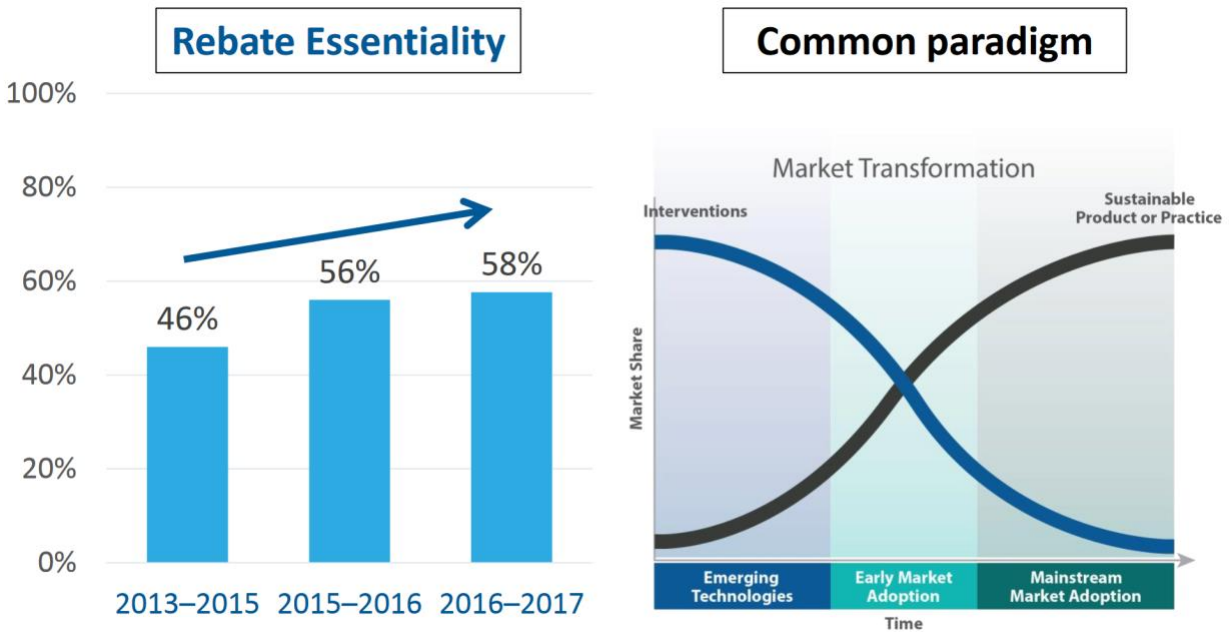 Rebate Essentiality
100%
80%
60%
40%
20%
0%
46%
56%
58%
2013–2015
2015–2016
2016–2017
Common paradigm
Market Transformation
Interventions
Sustainable
Product or Practice
Market Share
Emerging
Technologies
Early Market
Adoption
Mainstream
Market Adoption
Time